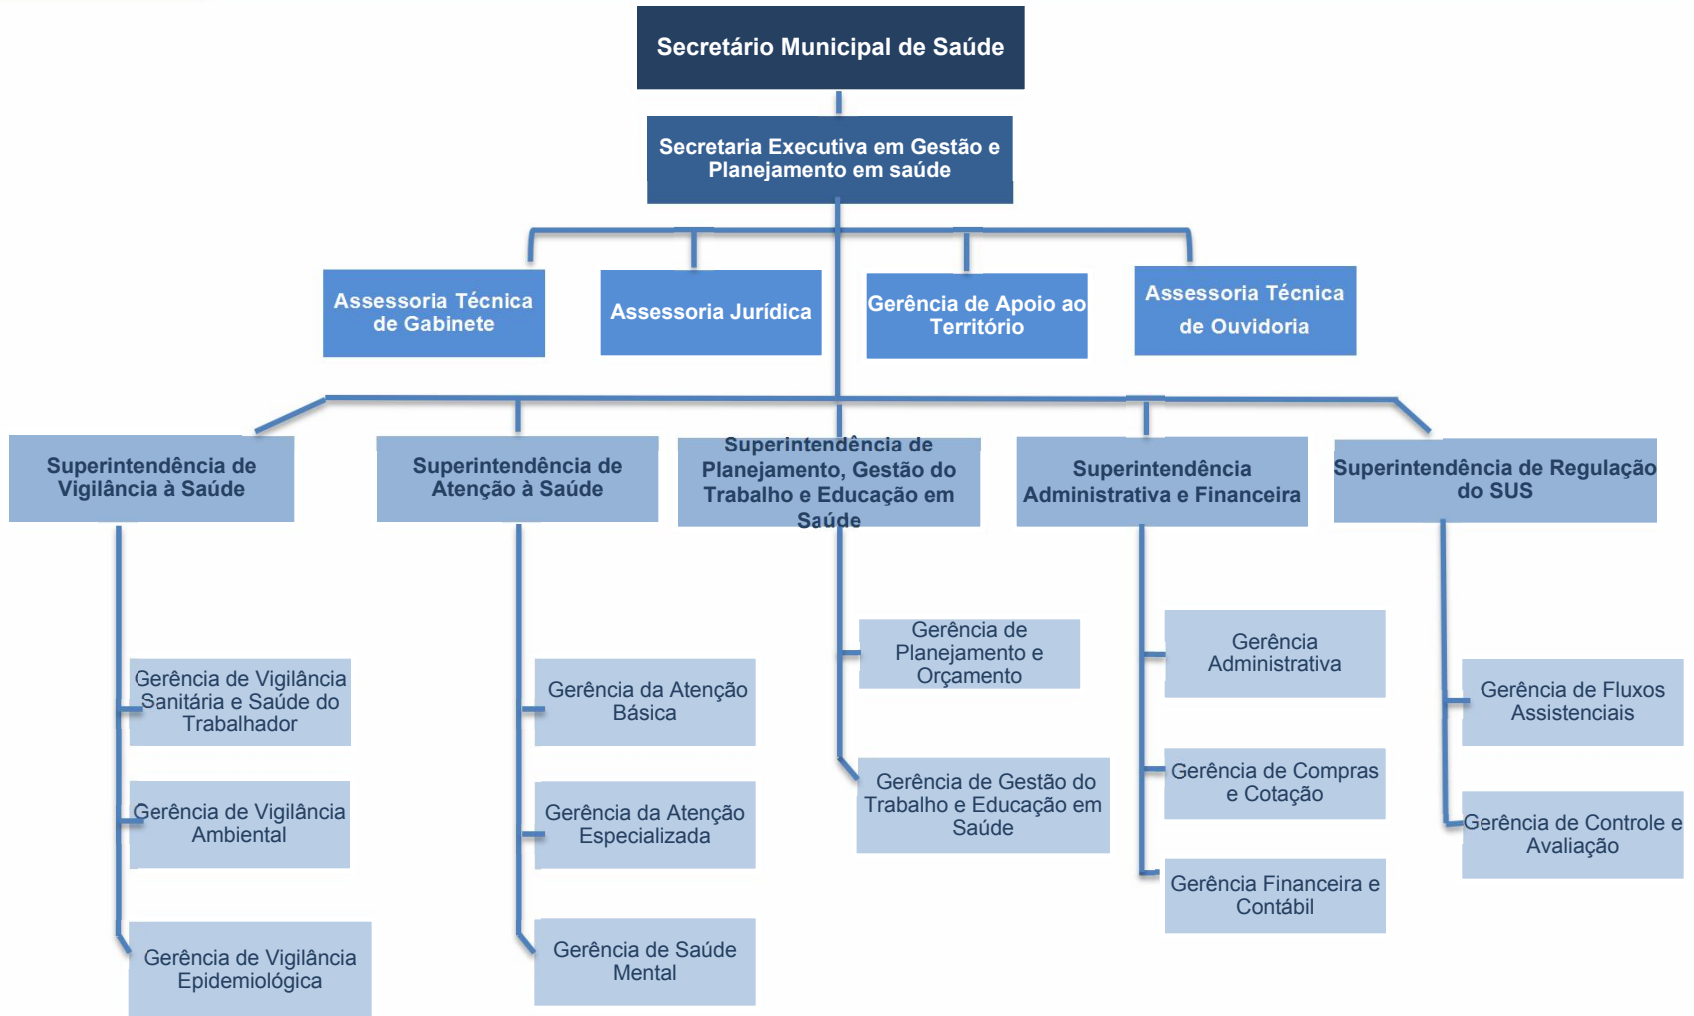 Secretário Municipal de Saúde
Secretaria Executiva em Gestão e
Planejamento em saúde
Assessoria Técnica
de Gabinete
Assessoria Jurídica
Gerência de Apoio ao
Território
Assessoria Técnica
de Ouvidoria
Superintendência de
Vigilância à Saúde
Superintendência de
Atenção à Saúde
Superintendência de
Planejamento, Gestão do
Trabalho e Educação em
Saúde
Superintendência
Administrativa e Financeira
Superintendência de Regulação
do SUS
Gerência de Vigilância
Sanitária e Saúde do
Trabalhador
Gerência de Vigilância
Ambiental
Gerência de Vigilância
Epidemiológica
Gerência da Atenção
Básica
Gerência da Atenção
Especializada
Gerência de Saúde
Mental
Gerência de
Planejamento e
Orçamento
Gerência de Gestão do
Trabalho e Educação em
Saúde
Gerência
Administrativa
Gerência de Compras
e Cotação
Gerência Financeira e
Contábil
Gerência de Fluxos
Assistenciais
Gerência de Controle e
Avaliação